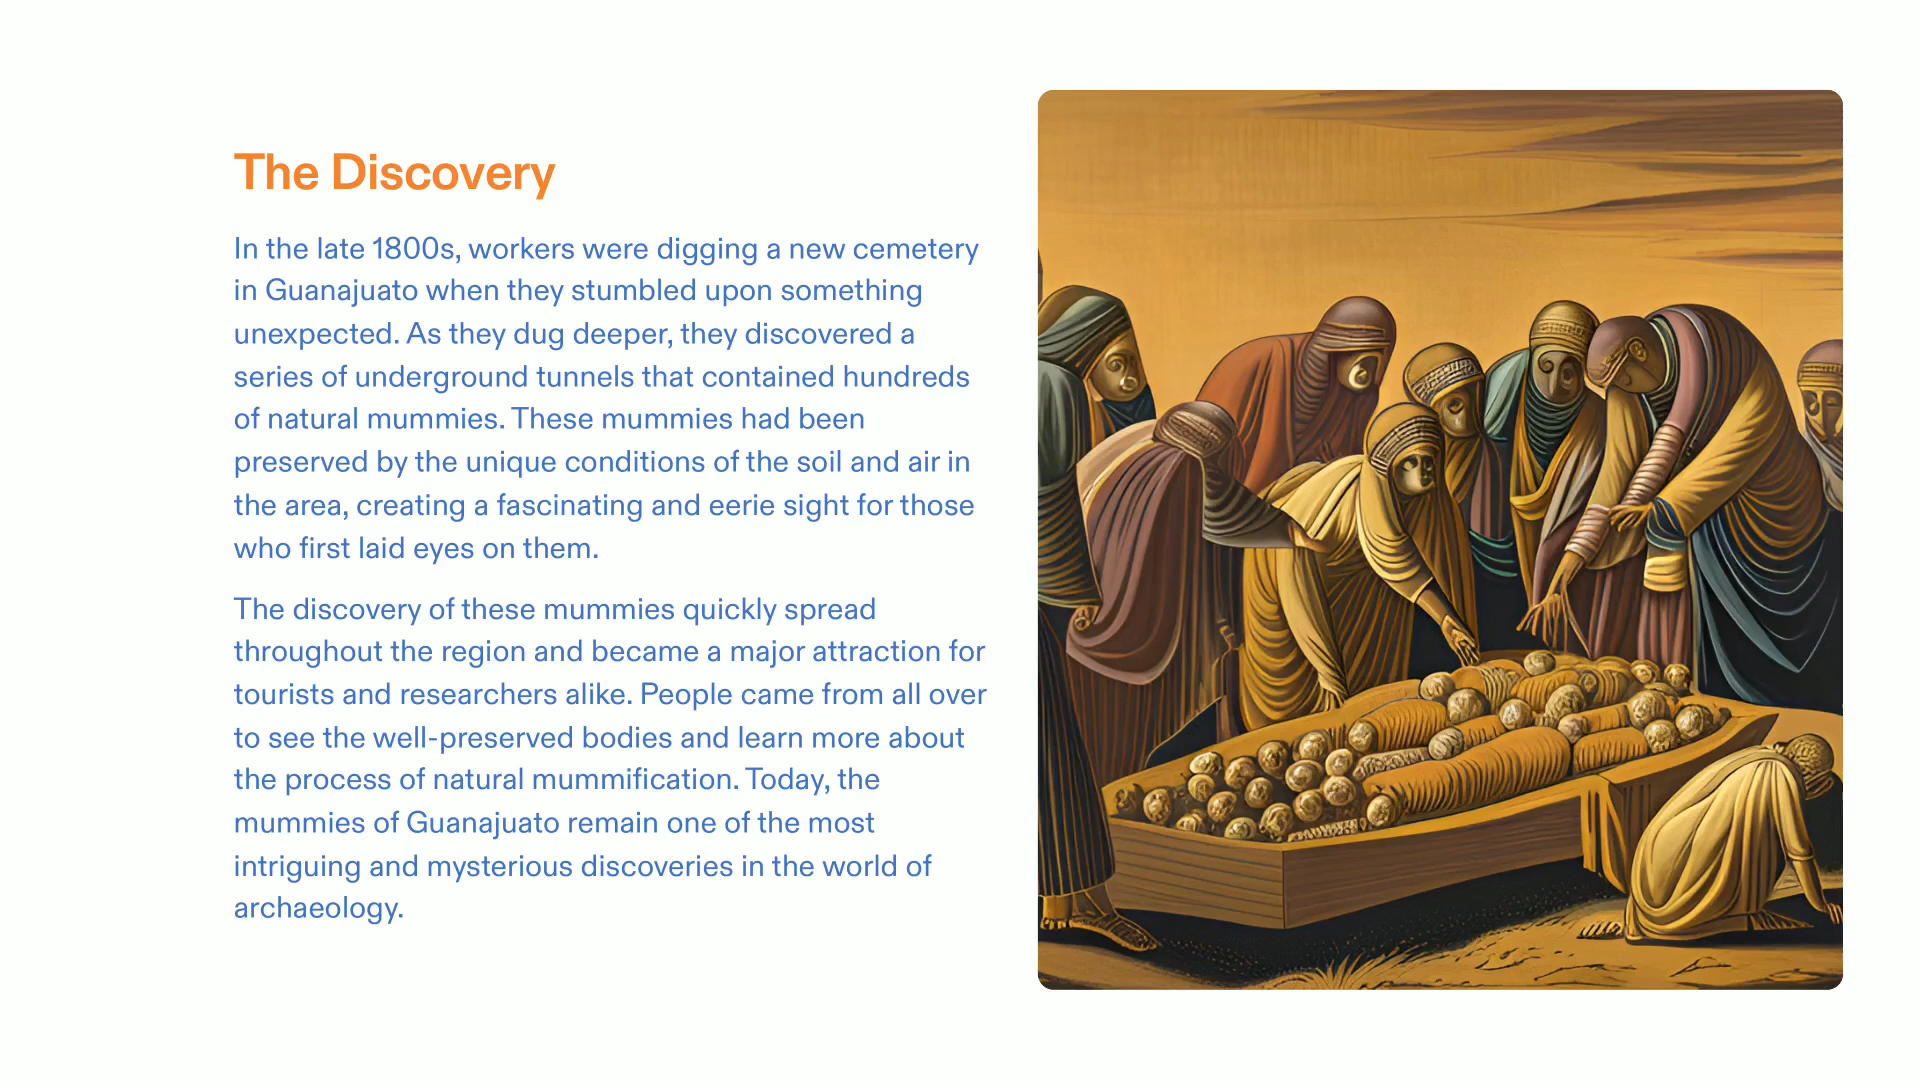 The Discovery
In the late 1800s, workers were digging a new cemetery
in Guanajuato when they stumbled upon something
unexpected. As they dug deeper, they discovered a
series of underground tunnels that contained hundreds
of natural mummies. These mummies had been
preserved by the unique conditions of the soil and air in
the area, creating a fascinating and eerie sight for those
who first laid eyes on them.
The discovery of these mummies quickly spread
throughout the region and became a major attraction for
tourists and researchers alike. People came from all over
to see the well-preserved bodies and learn more about
the process of natural mummification. Today, the
mummies of Guanajuato remain one of the most
intriguing and mysterious discoveries in the world of
archaeology.